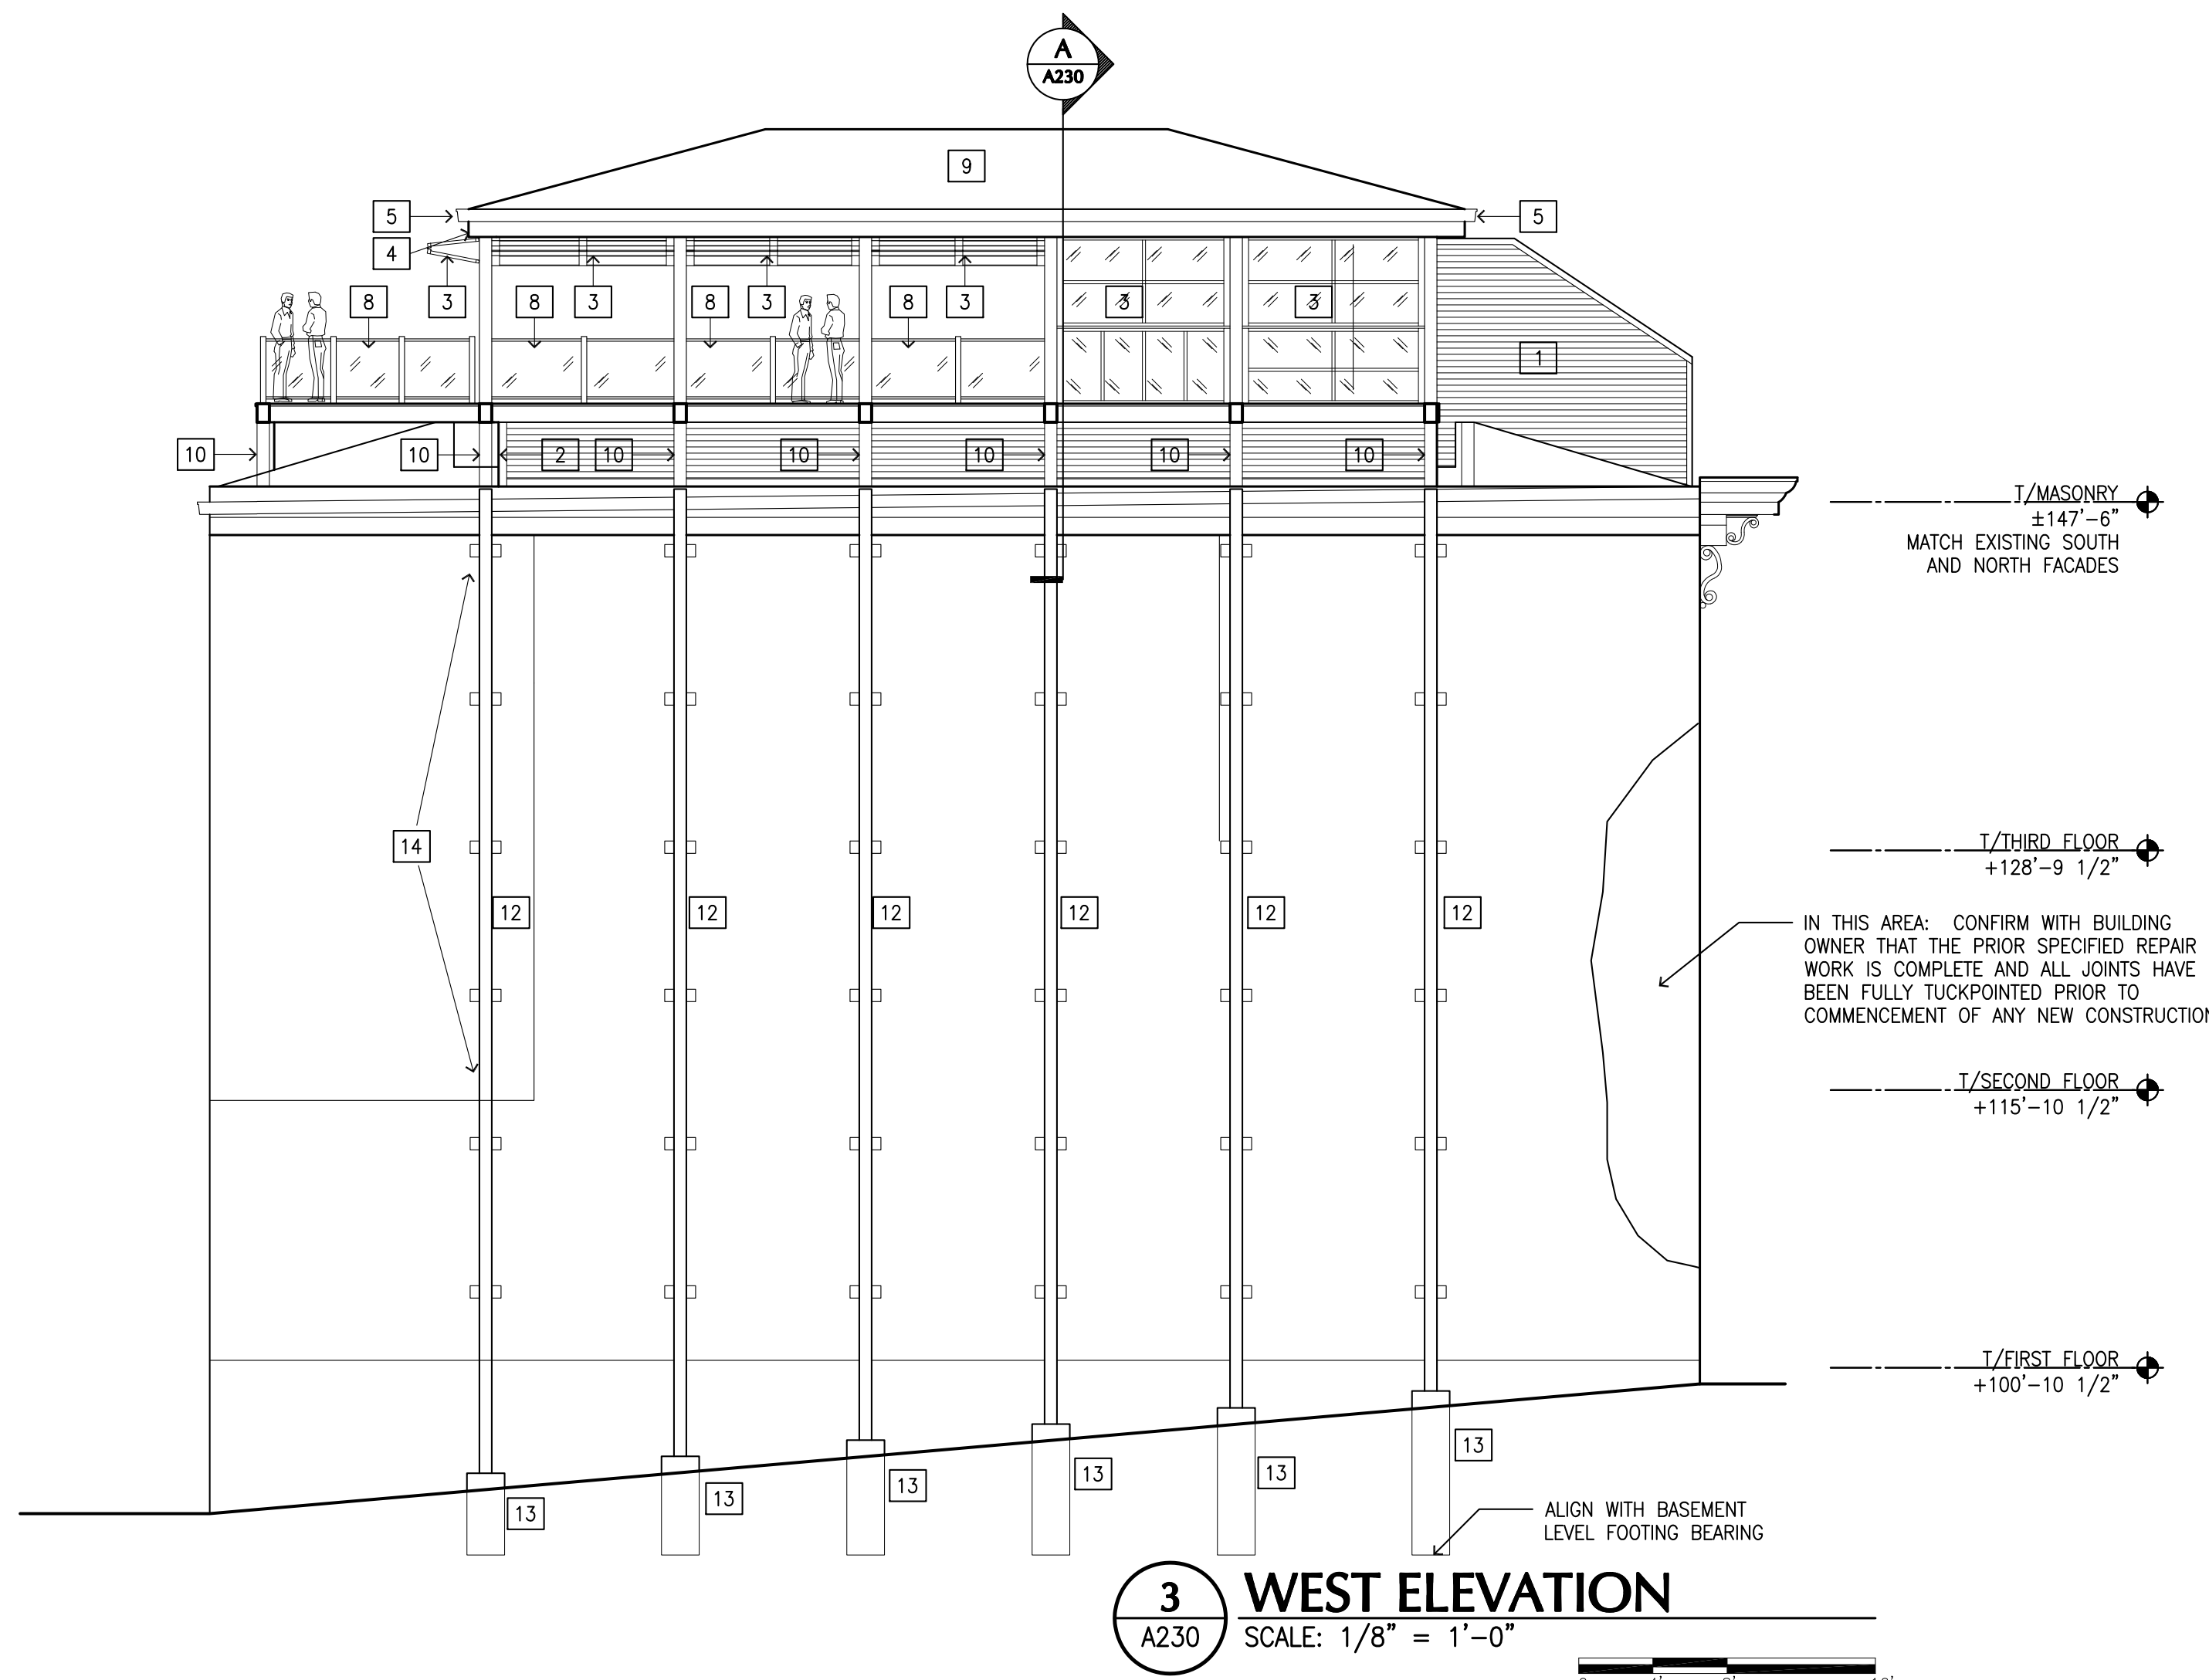 A
A230
9
5
5
4
3
3
3
3
3
3
8
8
8
8
1
10
10
2
10
10
10
10
10
T/MASONRY
±147'-6"
MATCH EXISTING SOUTH
AND NORTH FACADES
T/THIRD FLOOR
+128'-9 1/2"
14
12
12
12
12
12
12
IN THIS AREA: CONFIRM WITH BUILDING
OWNER THAT THE PRIOR SPECIFIED REPAIR
WORK IS COMPLETE AND ALL JOINTS HAVE
BEEN FULLY TUCKPOINTED PRIOR TO
COMMENCEMENT OF ANY NEW CONSTRUCTION
T/SECOND FLOOR
+115'-10 1/2"
T/FIRST FLOOR
+100'-10 1/2"
13
13
13
13
13
13
ALIGN WITH BASEMENT
LEVEL FOOTING BEARING
3
A230
WEST ELEVATION
SCALE: 1/8" = 1'-0"